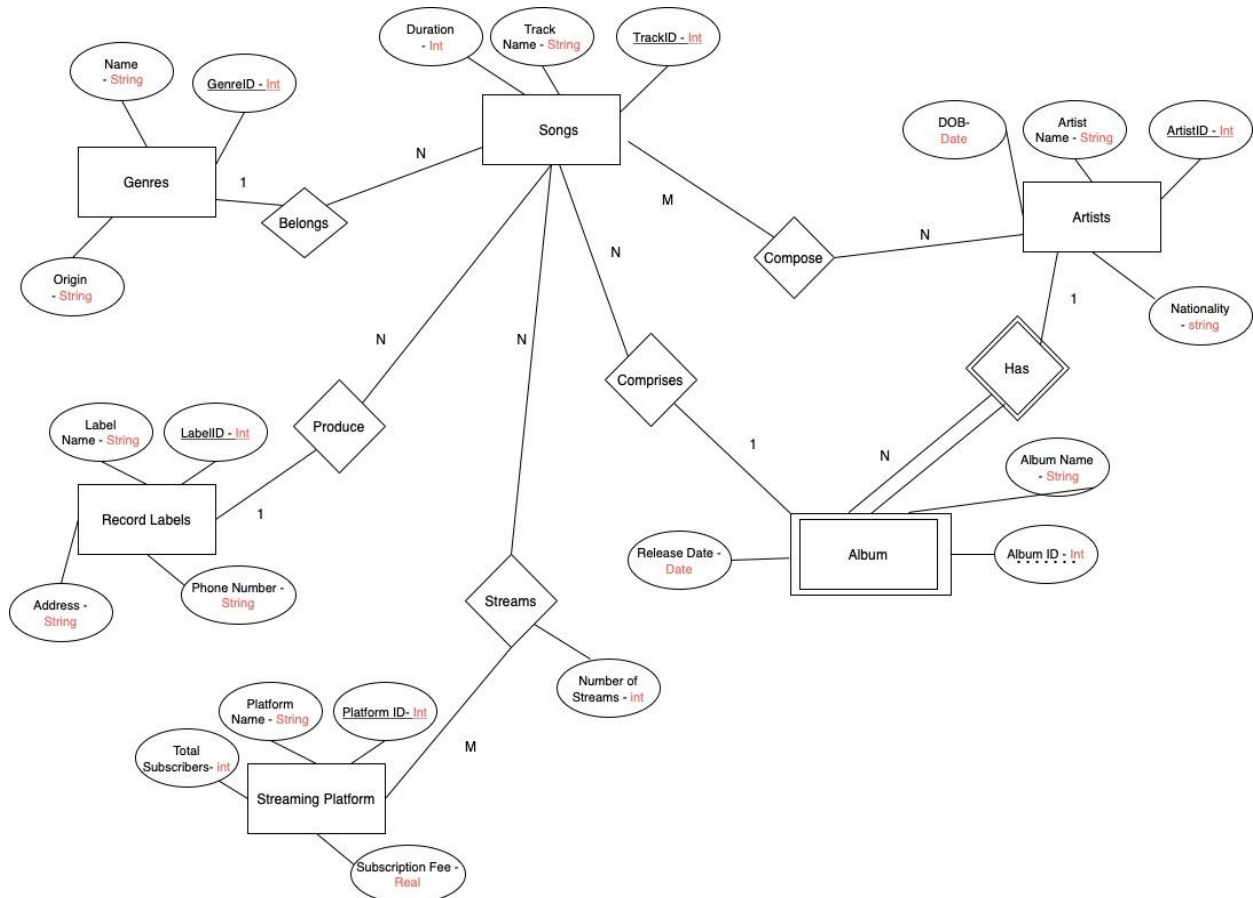 Duration
- Int
Track
Name - String
TrackID - Int
Name
- String
GenreID - Int
Songs
DOB-
Date
Artist
Name - String
ArtistID - Int
Genres
1
N
Belongs
M
Artists
N
Compose
N
Origin
- String
1
Nationality
- string
N
N
Has
Comprises
Produce
Label
Name - String
LabelID - Int
1
N
Album Name
- String
Record Labels
1
Release Date -
Date
Album
Album ID - Int
Phone Number -
String
Address -
String
Streams
Number of
Streams - int
Platform
Name - String
Platform ID- Int
M
Total
Subscribers- int
Streaming Platform
Subscription Fee -
Real